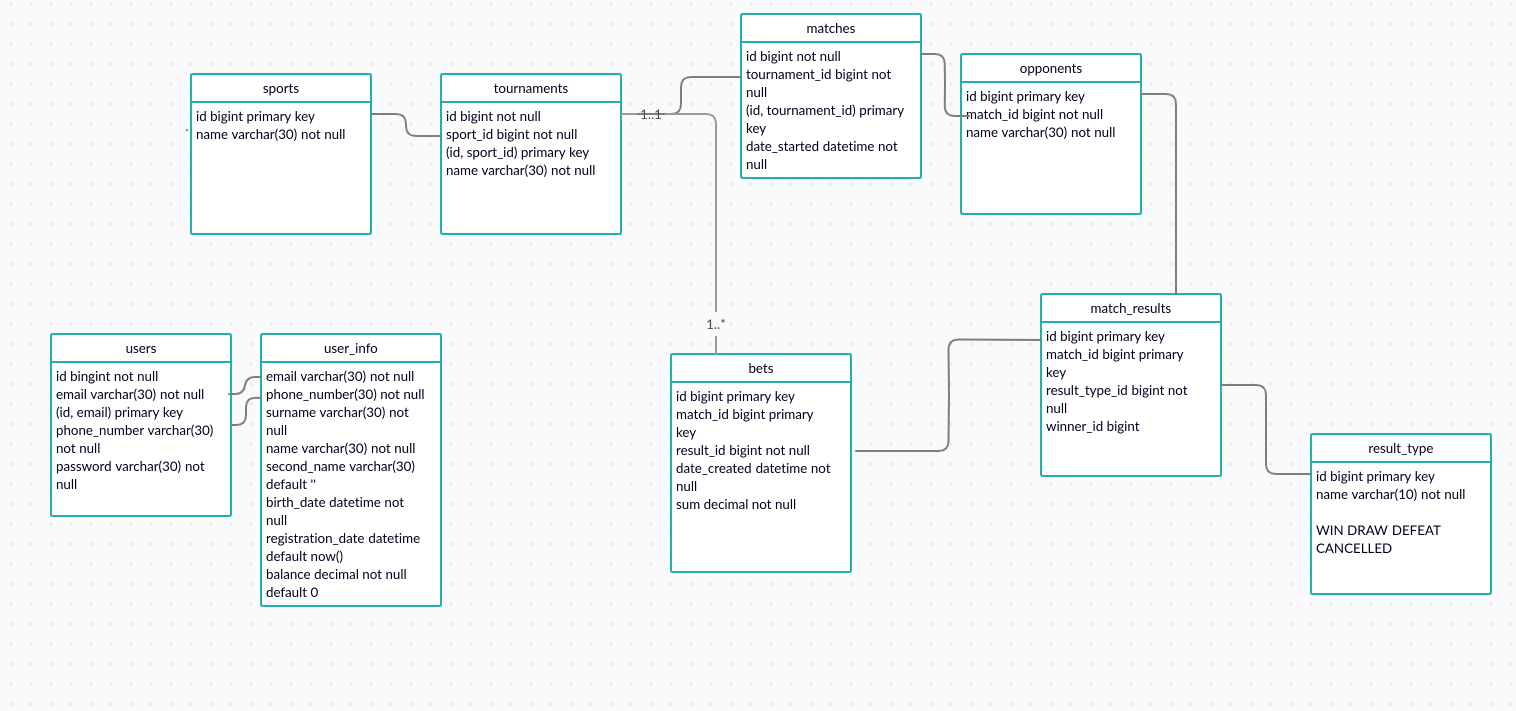 sports
id bigint primary key
name varchar(30) not null
tournaments
id bigint not null
sport_id bigint not null
(id, sport_id) primary key
name varchar(30) not null
1..1
matches
id bigint not null
tournament_id bigint not
null
(id, tournament_id) primary
key
date_started datetime not
null
opponents
id bigint primary key
match_id bigint not null
name varchar(30) not null
users
id bingint not null
email varchar(30) not null
(id, email) primary key
phone_number varchar(30)
not null
password varchar(30) not
null
user_info
email varchar(30) not null
phone_number(30) not null
surname varchar(30) not
null
name varchar(30) not null
second_name varchar(30)
default ''
birth_date datetime not
null
registration_date datetime
default now()
balance decimal not null
default 0
1..*
bets
id bigint primary key
match_id bigint primary
key
result_id bigint not null
date_created datetime not
null
sum decimal not null
match_results
id bigint primary key
match_id bigint primary
key
result_type_id bigint not
null
winner_id bigint
result_type
id bigint primary key
name varchar(10) not null
WIN DRAW DEFEAT
CANCELLED